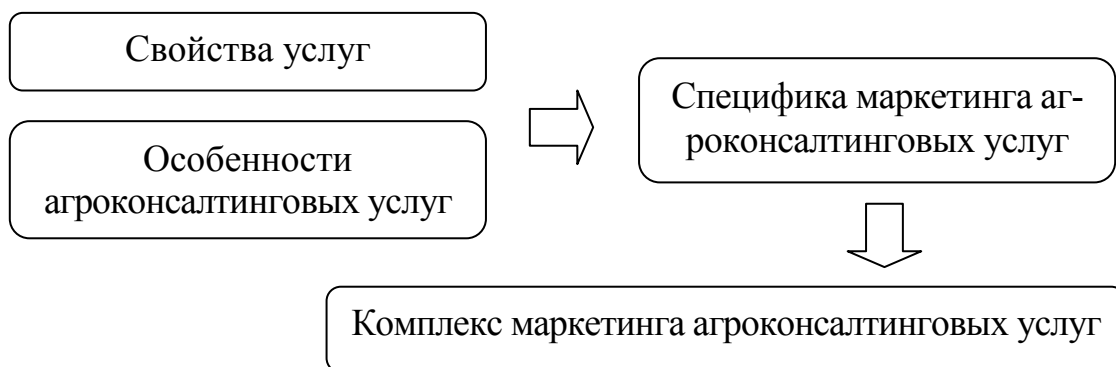 Свойства услуг
Особенности
агроконсалтинговых услуг
Специфика маркетинга аг-
роконсалтинговых услуг
Комплекс маркетинга агроконсалтинговых услуг